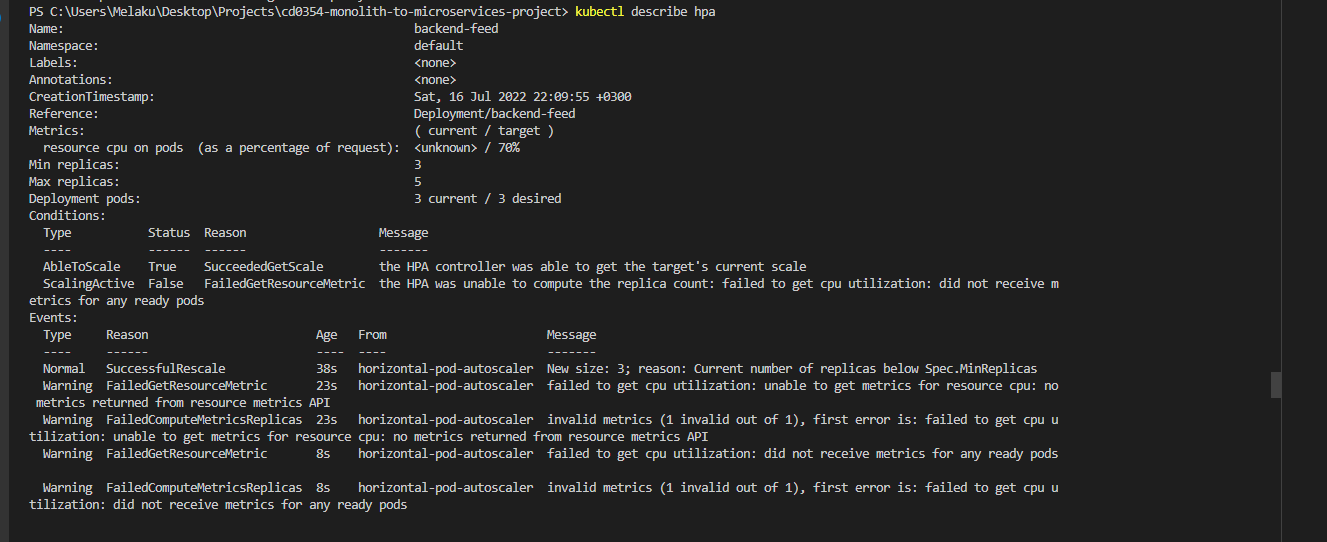 PS C:\Users\Melaku\Desktop\Projects\cd0354-monolith-to-microservices-project> kubectl describe hpa
Name: backend-feed
Namespace: default
Labels: <none>
Annotations: <none>
CreationTimestamp: Sat, 16 Jul 2022 22:09:55 +0300
Reference: Deployment/backend-feed
Metrics: ( current / target )
resource cpu on pods (as a percentage of request): <unknown> / 70%
Min replicas: 3
Max replicas: 5
Deployment pods: 3 current / 3 desired
Conditions:
Type Status Reason Message
---- ------ ------ -------
AbleToScale True SucceededGetScale the HPA controller was able to get the target's current scale
ScalingActive False FailedGetResourceMetric the HPA was unable to compute the replica count: failed to get cpu utilization: did not receive m
etrics for any ready pods
Events:
Type Reason Age From Message
---- ------ ---- ---- -------
Normal SuccessfulRescale 38s horizontal-pod-autoscaler New size: 3; reason: Current number of replicas below Spec.MinReplicas
Warning FailedGetResourceMetric 23s horizontal-pod-autoscaler failed to get cpu utilization: unable to get metrics for resource cpu: no
metrics returned from resource metrics API
Warning FailedComputeMetricsReplicas 23s horizontal-pod-autoscaler invalid metrics (1 invalid out of 1), first error is: failed to get cpu u
tilization: unable to get metrics for resource cpu: no metrics returned from resource metrics API
Warning FailedGetResourceMetric 8s horizontal-pod-autoscaler failed to get cpu utilization: did not receive metrics for any ready pods
Warning FailedComputeMetricsReplicas 8s horizontal-pod-autoscaler invalid metrics (1 invalid out of 1), first error is: failed to get cpu u
tilization: did not receive metrics for any ready pods